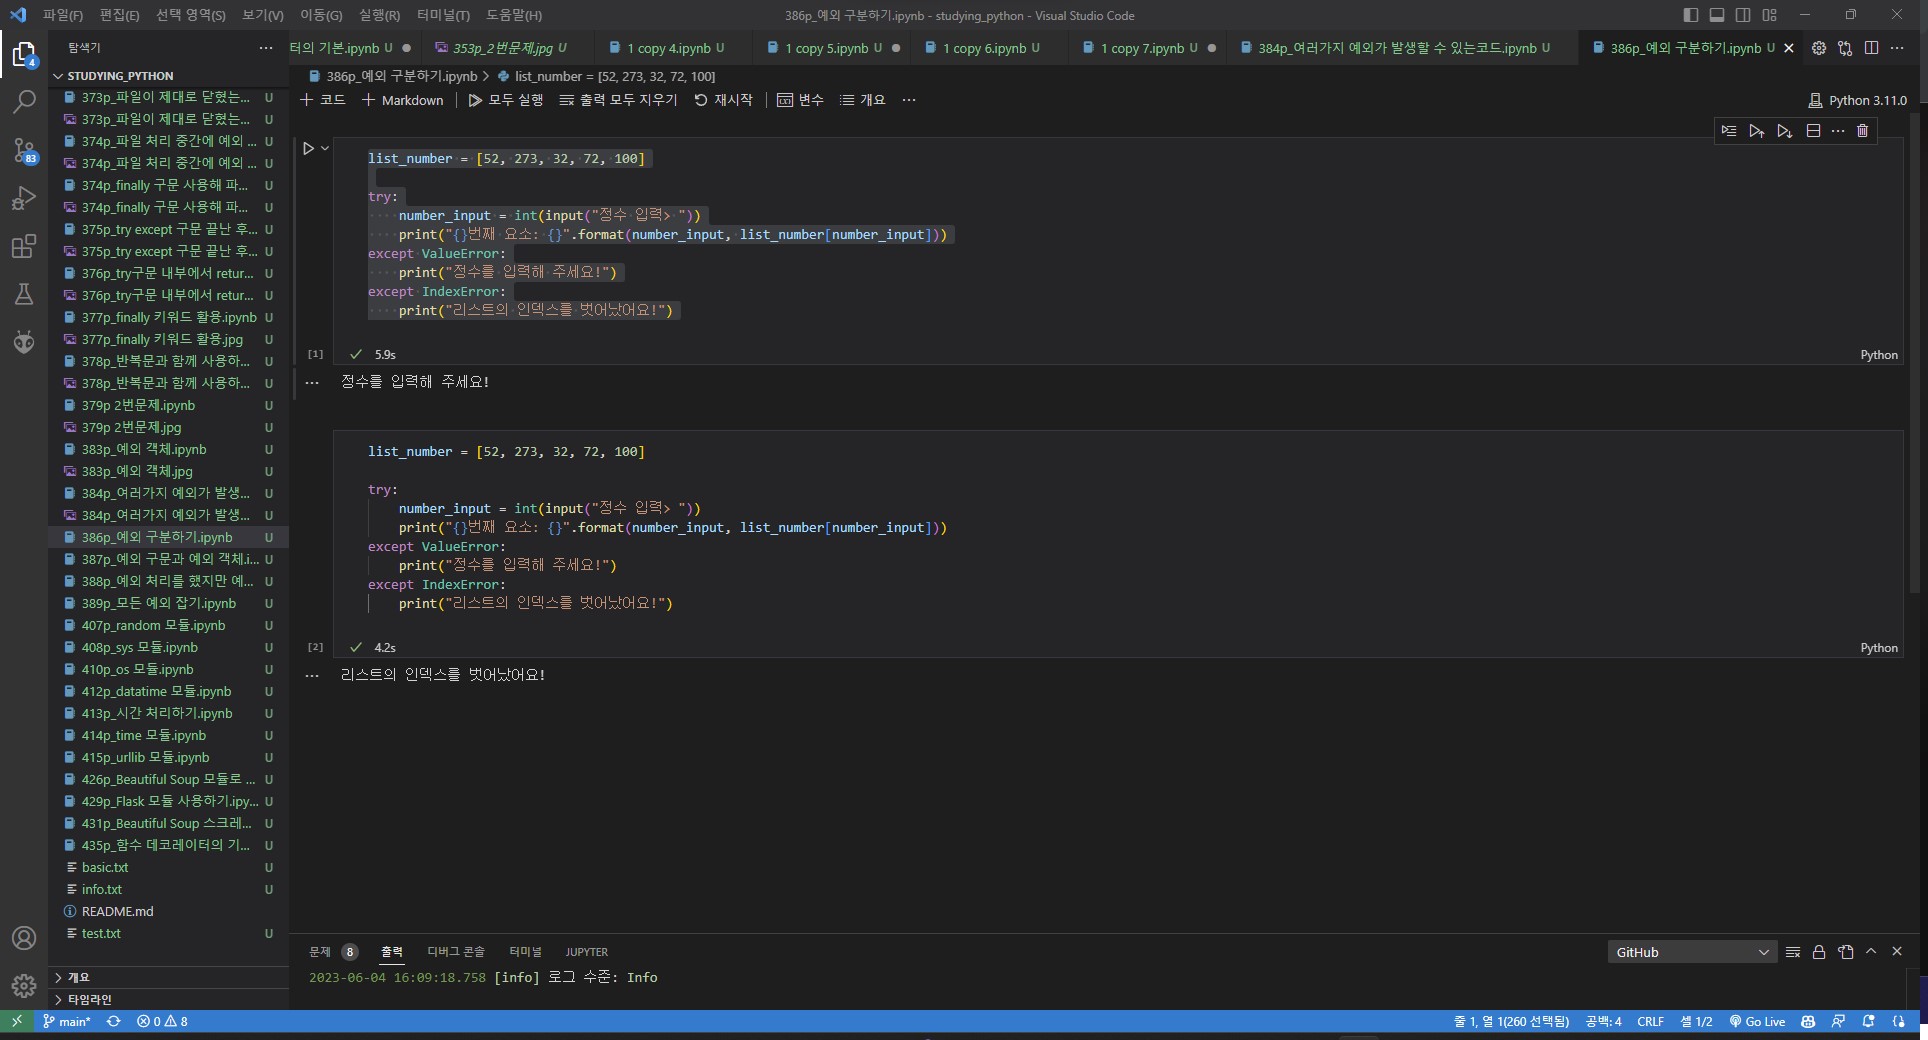 파일(F) 편집(E) 선택 영역(S) 보기(V) 이동(G) 실행(R) 터미널(T) 도움말(H)
386p_예외 구분하기.ipynb - studying_python - Visual Studio Code
탐색기 ···
터의 기본.ipynb U ●
353p_2번문제.jpg U
1 copy 4.ipynb U
1 copy 5.ipynb U ●
1 copy 6.ipynb U
1 copy 7.ipynb U ●
384p_여러가지 예외가 발생할 수 있는코드.ipynb U
386p_예외 구분하기.ipynb U
4
83
STUDYING_PYTHON
373p_파일이 제대로 닫혔는... U
373p_파일이 제대로 닫혔는... U
374p_파일 처리 중간에 예외 ... U
374p_파일 처리 중간에 예외 ... U
374p_finally 구문 사용해 파... U
374p_finally 구문 사용해 파... U
375p_try except 구문 끝난 후... U
375p_try except 구문 끝난 후... U
376p_try구문 내부에서 retur... U
376p_try구문 내부에서 retur... U
377p_finally 키워드 활용.ipynb U
377p_finally 키워드 활용.jpg U
378p_반복문과 함께 사용하... U
378p_반복문과 함께 사용하... U
379p 2번문제.ipynb U
379p 2번문제.jpg U
383p_예외 객체.ipynb U
383p_예외 객체.jpg U
384p_여러가지 예외가 발생... U
384p_여러가지 예외가 발생... U
386p_예외 구분하기.ipynb U
387p_예외 구문과 예외 객체.i... U
388p_예외 처리를 했지만 예... U
389p_모든 예외 잡기.ipynb U
407p_random 모듈.ipynb U
408p_sys 모듈.ipynb U
410p_os 모듈.ipynb U
412p_datatime 모듈.ipynb U
413p_시간 처리하기.ipynb U
414p_time 모듈.ipynb U
415p_urllib 모듈.ipynb U
426p_Beautiful Soup 모듈로 ... U
429p_Flask 모듈 사용하기.ipy... U
431p_Beautiful Soup 스크레... U
435p_함수 데코레이터의 기... U
basic.txt U
info.txt U
README.md
test.txt U
개요
타임라인
386p_예외 구분하기.ipynb > list_number = [52, 273, 32, 72, 100]
+ 코드 + Markdown | 모두 실행 출력 모두 지우기 재시작 | 변수 개요 ···
Python 3.11.0
list_number = [52, 273, 32, 72, 100]
try:
number_input = int(input("정수 입력> "))
print("{}번째 요소: {}".format(number_input, list_number[number_input]))
except ValueError:
print("정수를 입력해 주세요!")
except IndexError:
print("리스트의 인덱스를 벗어났어요!")
[1] ✓ 5.9s
Python
··· 정수를 입력해 주세요!
list_number = [52, 273, 32, 72, 100]
try:
number_input = int(input("정수 입력> "))
print("{}번째 요소: {}".format(number_input, list_number[number_input]))
except ValueError:
print("정수를 입력해 주세요!")
except IndexError:
print("리스트의 인덱스를 벗어났어요!")
[2] ✓ 4.2s
Python
··· 리스트의 인덱스를 벗어났어요!
문제 8 출력 디버그 콘솔 터미널 JUPYTER
GitHub
2023-06-04 16:09:18.758 [info] 로그 수준: Info
main* 0 8
줄 1, 열 1(260 선택됨) 공백: 4 CRLF 셀 1/2 Go Live